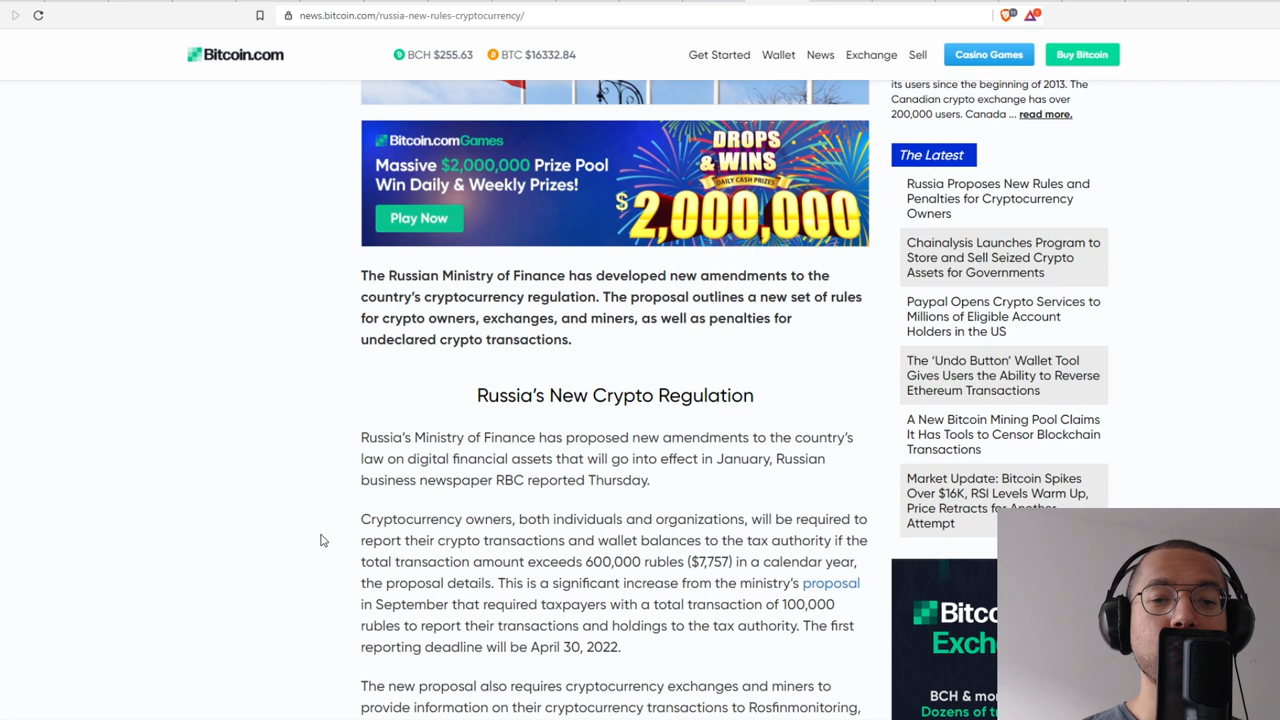 news.bitcoin.com/russia-new-rules-cryptocurrency/
Bitcoin.com
BCH $255.63
BTC $16332.84
Get Started
Wallet
News
Exchange
Sell
Casino Games
Buy Bitcoin
Bitcoin.comGames
Massive $2,000,000 Prize Pool
Win Daily & Weekly Prizes!
Play Now
DROPS
& WINS
DAILY CASH PRIZES
$2,000,000
The Russian Ministry of Finance has developed new amendments to the
country's cryptocurrency regulation. The proposal outlines a new set of rules
for crypto owners, exchanges, and miners, as well as penalties for
undeclared crypto transactions.
Russia's New Crypto Regulation
Russia's Ministry of Finance has proposed new amendments to the country's
law on digital financial assets that will go into effect in January, Russian
business newspaper RBC reported Thursday.
Cryptocurrency owners, both individuals and organizations, will be required to
report their crypto transactions and wallet balances to the tax authority if the
total transaction amount exceeds 600,000 rubles ($7,757) in a calendar year,
the proposal details. This is a significant increase from the ministry's proposal
in September that required taxpayers with a total transaction of 100,000
rubles to report their transactions and holdings to the tax authority. The first
reporting deadline will be April 30, 2022.
The new proposal also requires cryptocurrency exchanges and miners to
provide information on their cryptocurrency transactions to Rosfinmonitoring,
its users since the beginning of 2013. The
Canadian crypto exchange has over
200,000 users. Canada ... read more.
The Latest
Russia Proposes New Rules and
Penalties for Cryptocurrency
Owners
Chainalysis Launches Program to
Store and Sell Seized Crypto
Assets for Governments
Paypal Opens Crypto Services to
Millions of Eligible Account
Holders in the US
The 'Undo Button' Wallet Tool
Gives Users the Ability to Reverse
Ethereum Transactions
A New Bitcoin Mining Pool Claims
It Has Tools to Censor Blockchain
Transactions
Market Update: Bitcoin Spikes
Over $16K, RSI Levels Warm Up,
Price Retracts for Another
Attempt
Bitc
Exch
BCH & mo
Dozens of t